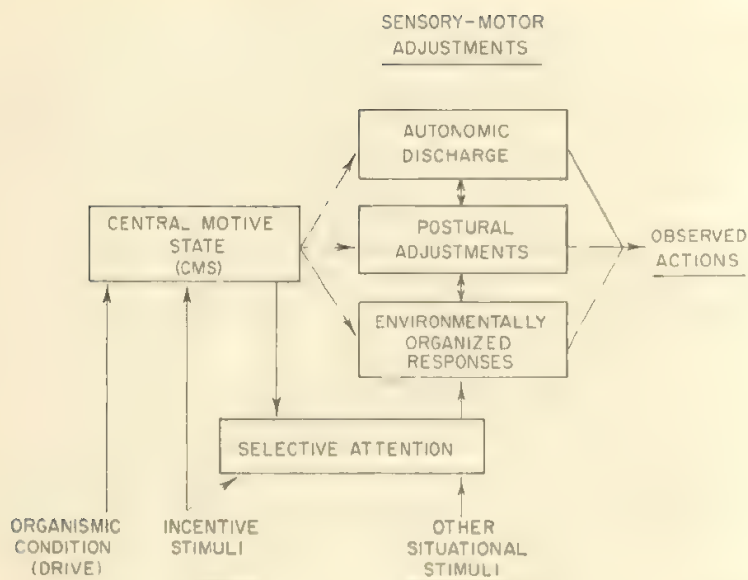 SENSORY-MOTOR
ADJUSTMENTS
AUTONOMIC
DISCHARGE
CENTRAL MOTIVE
STATE
(CMS)
POSTURAL
ADJUSTMENTS
OBSERVED
ACTIONS
ENVIRONMENTALLY
ORGANIZED
RESPONSES
SELECTIVE ATTENTION
ORGANISMIC
CONDITION
(DRIVE)
INCENTIVE
STIMULI
OTHER
SITUATIONAL
STIMULI